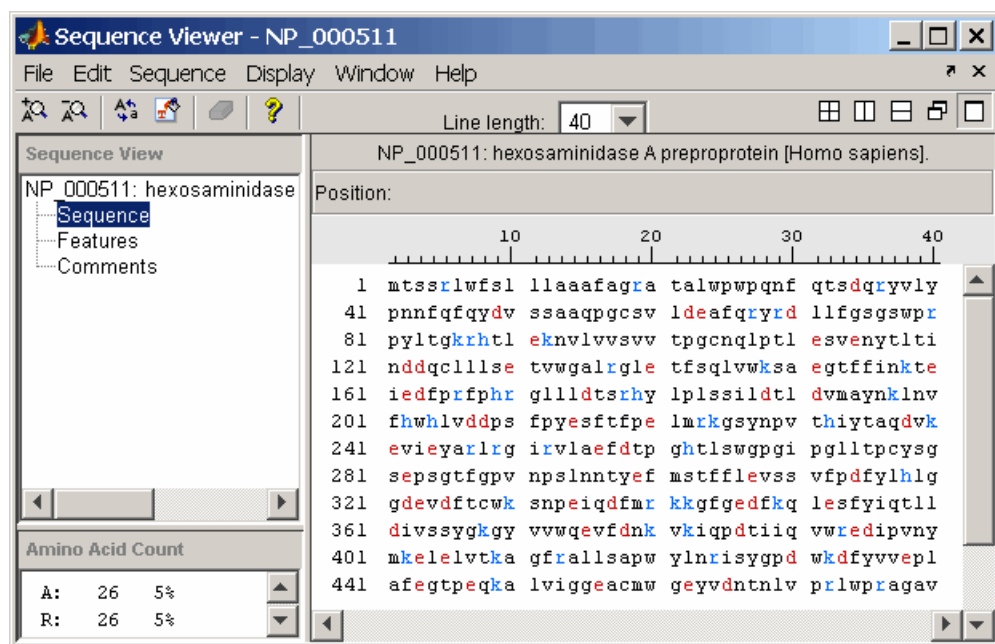 Sequence Viewer - NP_000511
File Edit Sequence Display Window Help
Line length: 40
Sequence View
NP_000511: hexosaminidase
Sequence
Features
Comments
Amino Acid Count
A: 26 5%
R: 26 5%
NP_000511: hexosaminidase A preproprotein [Homo sapiens].
Position:
10 20 30 40
1 mtssrlwfsl llaaafagra talwpwpqnf qtsdqryvly
41 pnnfqfqydv ssaaqpgcsv ldeafqryrd llfgsgswpr
81 pyltgkrhtl eknvlvvsvv tpgcnqlptl esvenytlti
121 nddqclllse tvwgalrgle tfsqlvwksa egtffinkte
161 iedfprfphr gllldtsrhy lplssildtl dvmaynklnv
201 fhwhlvddps fpyesftfpe lmrkgsynpv thiytaqdvk
241 evieyarlrg irvlaefdtp ghtlswgpgi pglltpcysg
281 sepsgtfgpv npslnntyef mstfflevss vfpdfylhlg
321 gdevdftcwk snpeiqdfmr kkgfgedfkq lesfyiqtll
361 divssygkgy vvwqevfdnk vkiqpdtiiq vwredipvny
401 mkelelvtka gfrallsapw ylnrisygpd wkdfyvvepl
441 afegtpeqka lviggeacmw geyvdntnlv prlwpragav